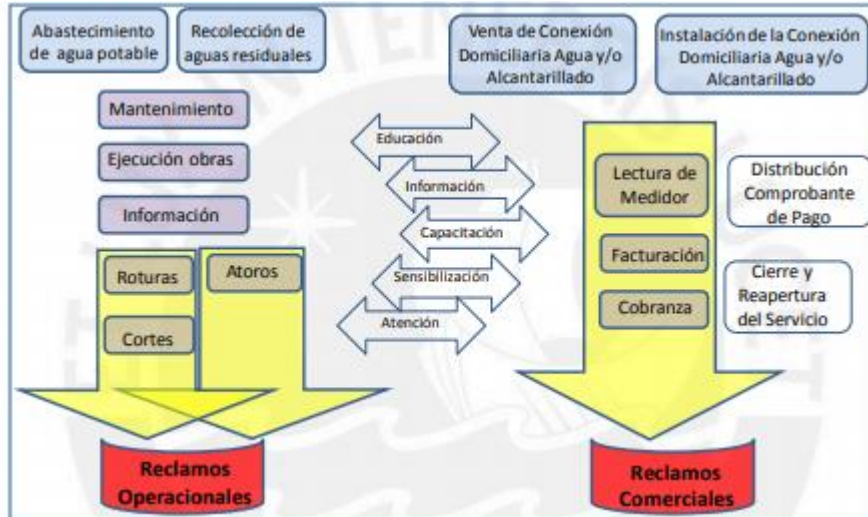 Abastecimiento
de agua potable
Recolección de
aguas residuales
Venta de Conexión
Domiciliaria Agua y/o
Alcantarillado
Instalación de la Conexión
Domiciliaria Agua y/o
Alcantarillado
Mantenimiento
Ejecución obras
Información
Roturas
Atoros
Cortes
Educación
Información
Capacitación
Sensibilización
Atención
Lectura de
Medidor
Distribución
Comprobante
de Pago
Facturación
Cobranza
Cierre y
Reapertura
del Servicio
Reclamos
Operacionales
Reclamos
Comerciales